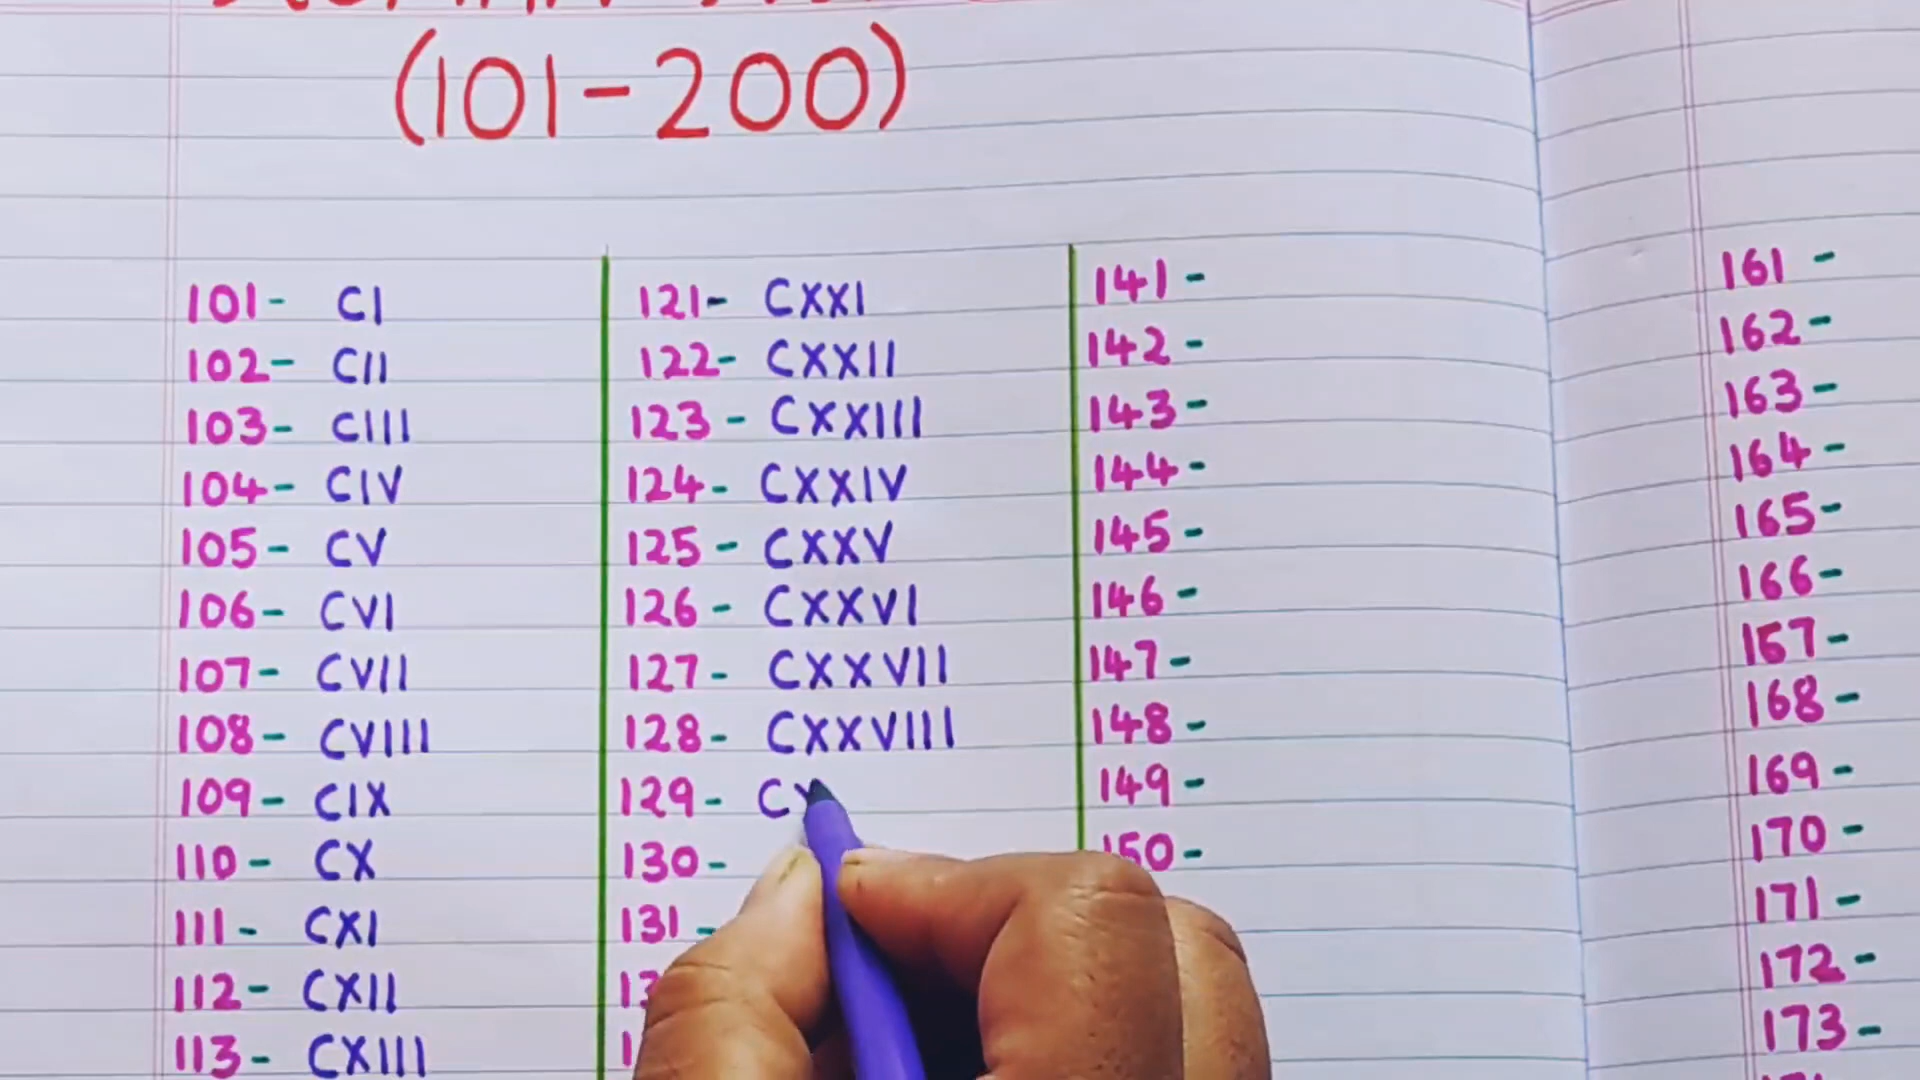 (101-200)
101- CI
102- CII
103- CIII
104- CIV
105- CV
106- CVI
107- CVII
108- CVIII
109- CIX
110- CX
111- CXI
112- CXII
113- CXIII
121- CXXI
122- CXXII
123- CXXIII
124- CXXIV
125- CXXV
126- CXXVI
127- CXXVII
128- CXXVIII
129- CX
130-
131-
141-
142-
143-
144-
145-
146-
147-
148-
149-
150-
161-
162-
163-
164-
165-
166-
167-
168-
169-
170-
171-
172-
173-